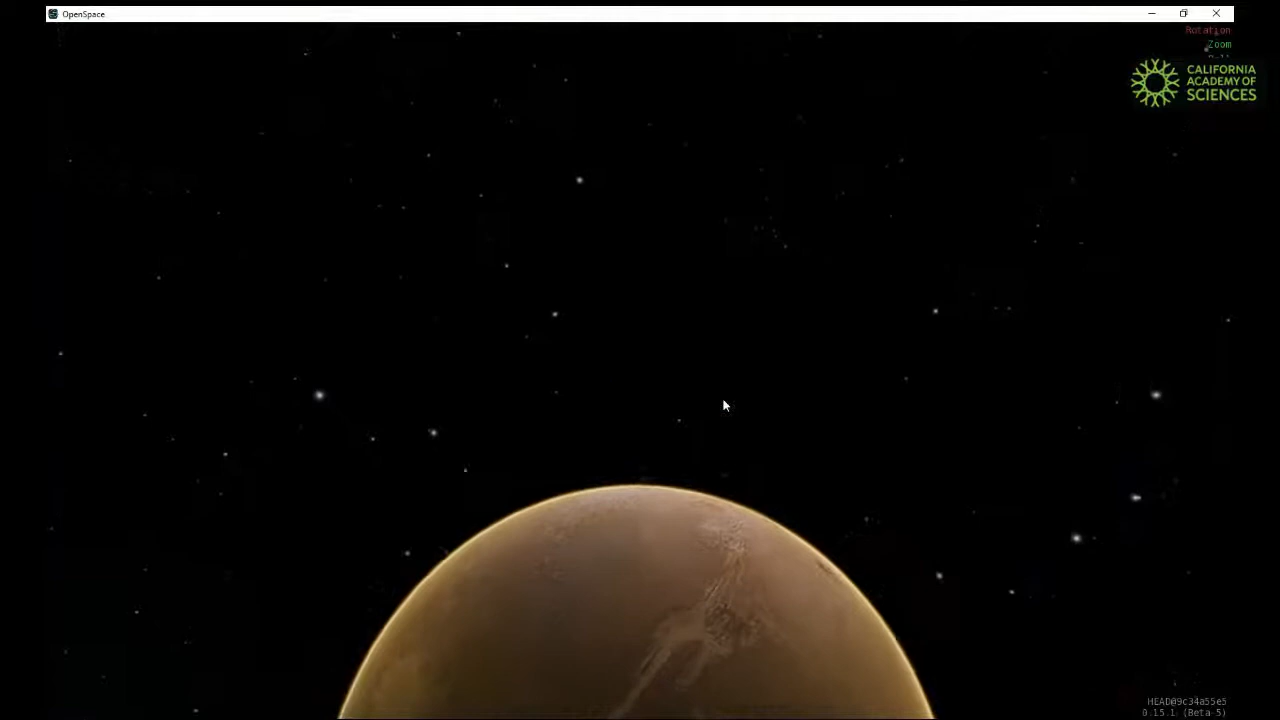 OpenSpace
Rotation
Zoom
CALIFORNIA
ACADEMY OF
SCIENCES
HEAD@9c34a55e5
0.15.1 (Beta-5)